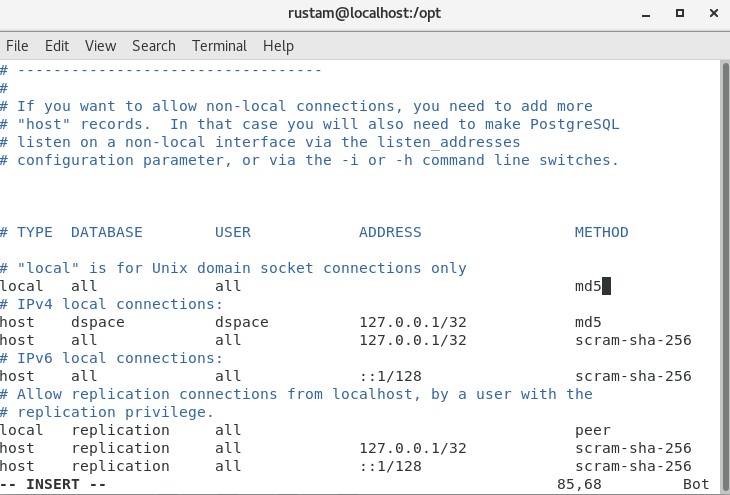 rustam@localhost:/opt
File Edit View Search Terminal Help
# ----------------------------------
#
# If you want to allow non-local connections, you need to add more
# "host" records.  In that case you will also need to make PostgreSQL
# listen on a non-local interface via the listen_addresses
# configuration parameter, or via the -i or -h command line switches.
# TYPE  DATABASE        USER            ADDRESS                 METHOD
# "local" is for Unix domain socket connections only
local   all             all                                     md5
# IPv4 local connections:
host    dspace          dspace          127.0.0.1/32            md5
host    all             all             127.0.0.1/32            scram-sha-256
# IPv6 local connections:
host    all             all             ::1/128                 scram-sha-256
# Allow replication connections from localhost, by a user with the
# replication privilege.
local   replication     all                                     peer
host    replication     all             127.0.0.1/32            scram-sha-256
host    replication     all             ::1/128                 scram-sha-256
-- INSERT --                                                  85,68         Bot